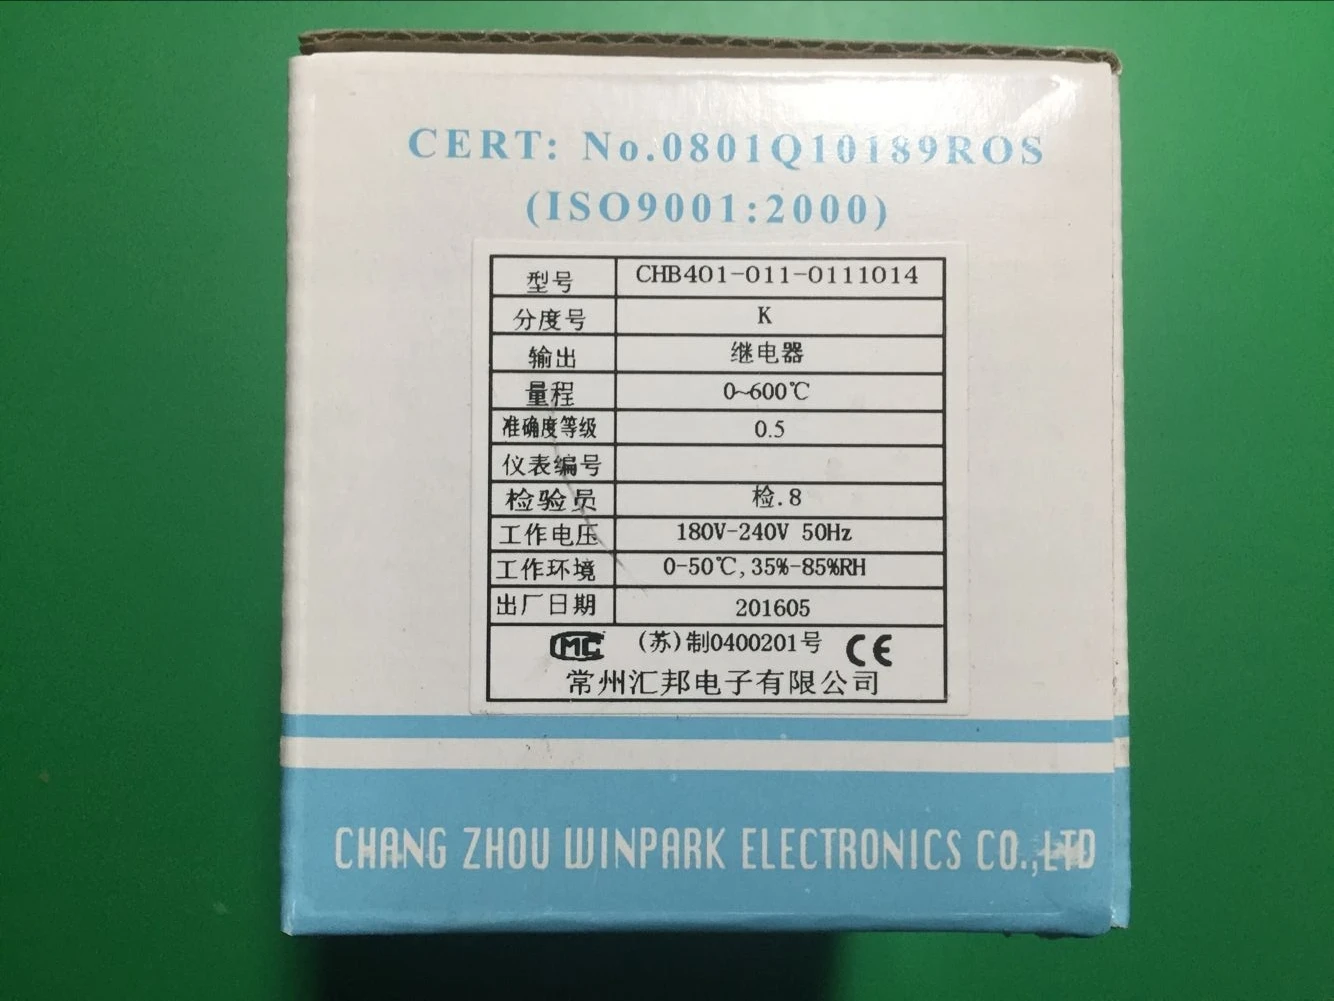 CERT: No.0801Q10189ROS
(ISO9001:2000)
型号 CHB401-011-0111014
分度号 K
输出 继电器
量程 0~600℃
准确度等级 0.5
仪表编号
检验员 检.8
工作电压 180V-240V 50Hz
工作环境 0-50℃,35%-85%RH
出厂日期 201605
CMC (苏)制0400201号 CE
常州汇邦电子有限公司
CHANG ZHOU WINPARK ELECTRONICS CO.,LTD